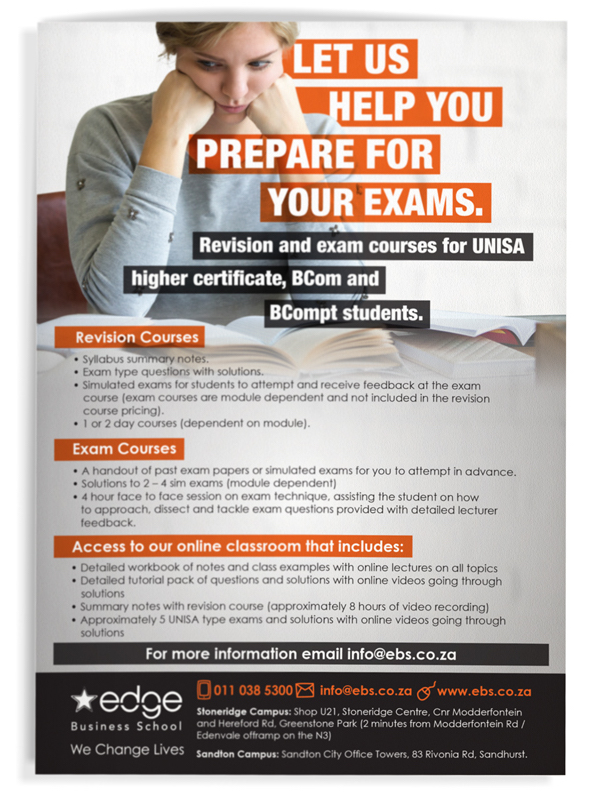 LET US
HELP YOU
PREPARE FOR
YOUR EXAMS.
Revision and exam courses for UNISA
higher certificate, BCom and
BCompt students.
Revision Courses
• Syllabus summary notes.
• Exam type questions with solutions.
• Simulated exams for students to attempt and receive feedback at the exam
course (exam courses are module dependent and not included in the revision
course pricing).
• 1 or 2 day courses (dependent on module).
Exam Courses
• A handout of past exam papers or simulated exams for you to attempt in advance.
• Solutions to 2 – 4 sim exams (module dependent)
• 4 hour face to face session on exam technique, assisting the student on how
to approach, dissect and tackle exam questions provided with detailed lecturer
feedback.
Access to our online classroom that includes:
• Detailed workbook of notes and class examples with online lectures on all topics
• Detailed tutorial pack of questions and solutions with online videos going through
solutions
• Summary notes with revision course (approximately 8 hours of video recording)
• Approximately 5 UNISA type exams and solutions with online videos going through
solutions
For more information email info@ebs.co.za
edge
Business School
We Change Lives
011 038 5300 info@ebs.co.za www.ebs.co.za
Stoneridge Campus: Shop U21, Stoneridge Centre, Cnr Modderfontein
and Hereford Rd, Greenstone Park (2 minutes from Modderfontein Rd /
Edenvale offramp on the N3)
Sandton Campus: Sandton City Office Towers, 83 Rivonia Rd, Sandhurst.